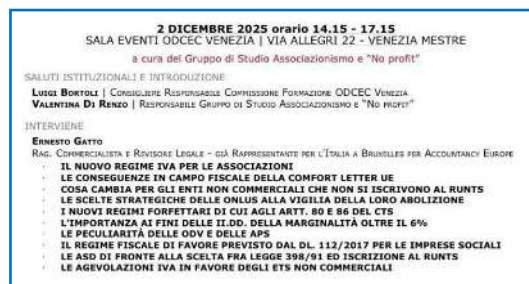 2 DICEMBRE 2025 orario 14.15 - 17.15
SALA EVENTI ODCEC VENEZIA | VIA ALLEGRI 22 - VENEZIA MESTRE
a cura del Gruppo di Studio Associazionismo e "No profit"
SALUTI ISTITUZIONALI E INTRODUZIONE
LUIGI BORTOLI | CONSIGLIERE RESPONSABILE COMMISSIONE FORMAZIONE ODCEC VENEZIA
VALENTINA DI RENZO | RESPONSABILE GRUPPO DI STUDIO ASSOCIAZIONISMO E "NO PROFIT"
INTERVIENE
ERNESTO GATTO
RAG. COMMERCIALISTA E REVISORE LEGALE - GIÀ RAPPRESENTANTE PER L'ITALIA A BRUXELLES PER ACCOUNTANCY EUROPE
· IL NUOVO REGIME IVA PER LE ASSOCIAZIONI
· LE CONSEGUENZE IN CAMPO FISCALE DELLA COMFORT LETTER UE
· COSA CAMBIA PER GLI ENTI NON COMMERCIALI CHE NON SI ISCRIVONO AL RUNTS
· LE SCELTE STRATEGICHE DELLE ONLUS ALLA VIGILIA DELLA LORO ABOLIZIONE
· I NUOVI REGIMI FORFETTARI DI CUI AGLI ARTT. 80 E 86 DEL CTS
· L'IMPORTANZA AI FINI DELLE II.DD. DELLA MARGINALITÀ OLTRE IL 6%
· LE PECULIARITÀ DELLE ODV E DELLE APS
· IL REGIME FISCALE DI FAVORE PREVISTO DAL DL. 112/2017 PER LE IMPRESE SOCIALI
· LE ASD DI FRONTE ALLA SCELTA FRA LEGGE 398/91 ED ISCRIZIONE AL RUNTS
· LE AGEVOLAZIONI IVA IN FAVORE DEGLI ETS NON COMMERCIALI